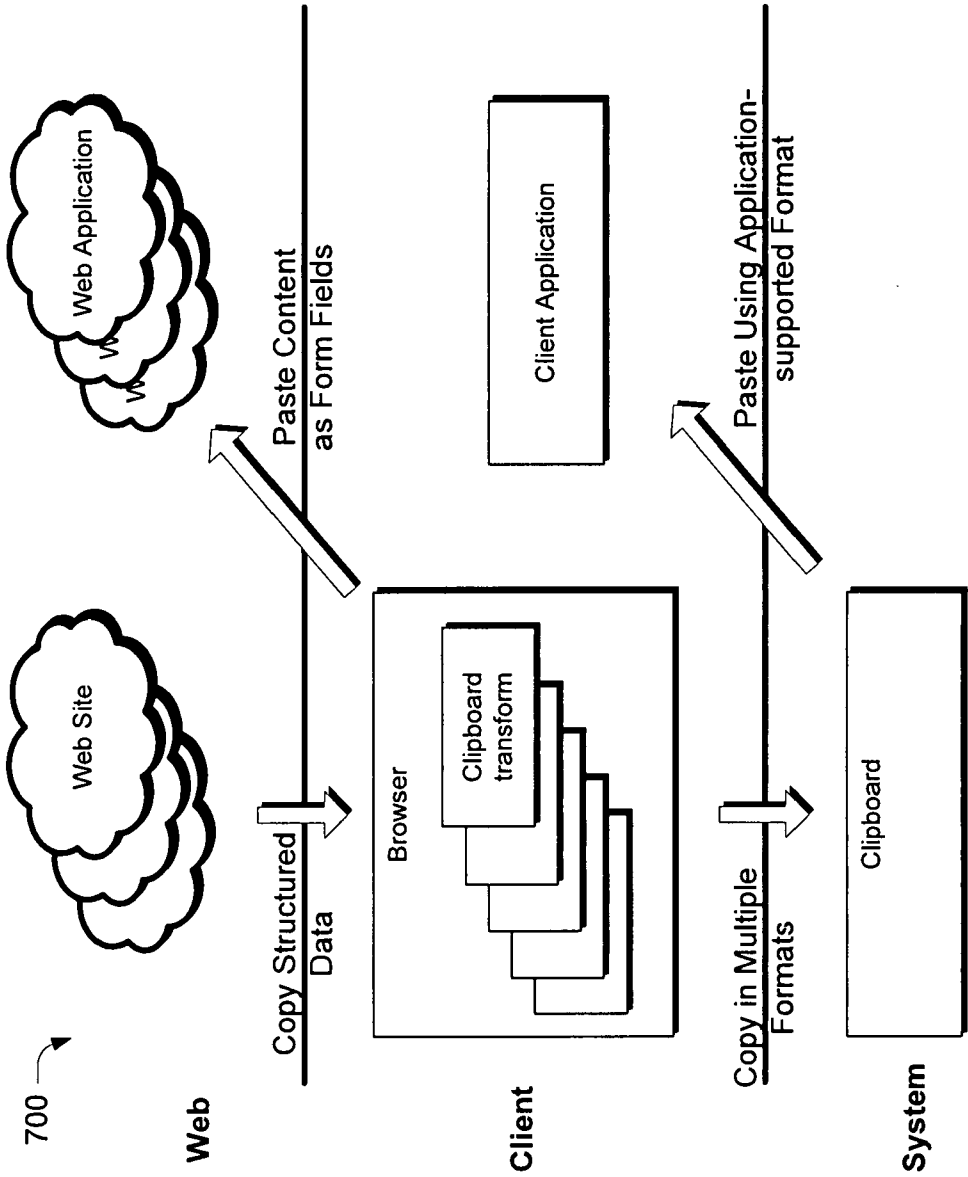 700
Web
Web Site
Web Application
W
W
Copy Structured
Data
Paste Content
as Form Fields
Client
Browser
Clipboard
transform
Client Application
Copy in Multiple
Formats
Paste Using Application-
supported Format
System
Clipboard